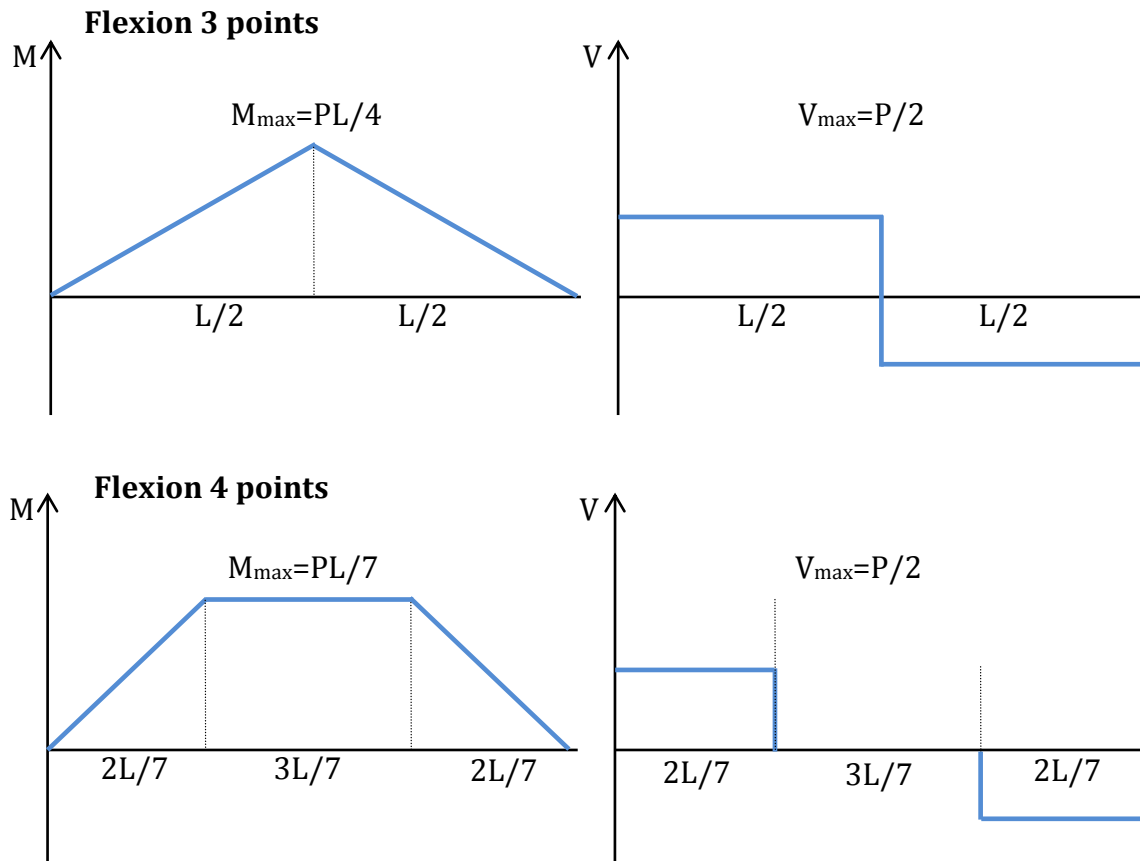 Flexion 3 points
M
V
Mmax=PL/4
Vmax=P/2
L/2 L/2
L/2 L/2
Flexion 4 points
M
V
Mmax=PL/7
Vmax=P/2
2L/7 3L/7 2L/7
2L/7 3L/7 2L/7